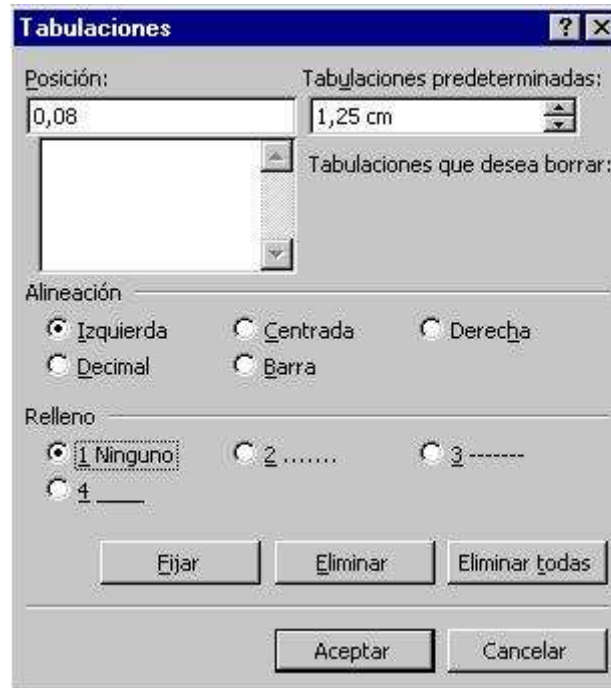 Tabulaciones
Posición: Tabulaciones predeterminadas:
0,08 1,25 cm
Tabulaciones que desea borrar:
Alineación
Izquierda Centrada Derecha
Decimal Barra
Relleno
1 Ninguno 2 ....... 3 -------
4 ____
Fijar Eliminar Eliminar todas
Aceptar Cancelar